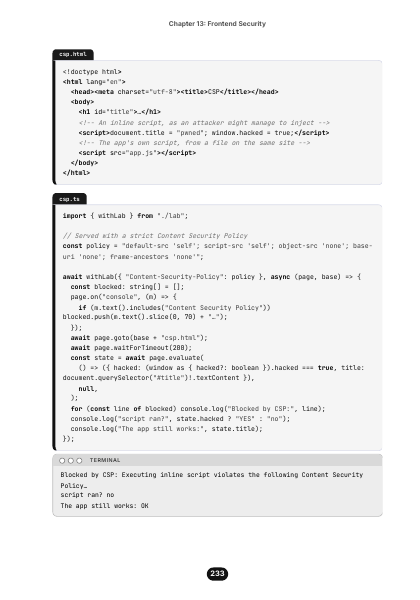 Chapter 13: Frontend Security
csp.html
<!doctype html>
<html lang="en">
<head><meta charset="utf-8"><title>CSP</title></head>
<body>
<h1 id="title">…</h1>
<!-- An inline script, as an attacker might manage to inject -->
<script>document.title = "pwned"; window.hacked = true;</script>
<!-- The app's own script, from a file on the same site -->
<script src="app.js"></script>
</body>
</html>
csp.ts
import { withLab } from "./lab";
// Served with a strict Content Security Policy
const policy = "default-src 'self'; script-src 'self'; object-src 'none'; base-
uri 'none'; frame-ancestors 'none'";
await withLab({ "Content-Security-Policy": policy }, async (page, base) => {
const blocked: string[] = [];
page.on("console", (m) => {
if (m.text().includes("Content Security Policy"))
blocked.push(m.text().slice(0, 70) + "…");
});
await page.goto(base + "csp.html");
await page.waitForTimeout(200);
const state = await page.evaluate(
() => ({ hacked: (window as { hacked?: boolean }).hacked === true, title:
document.querySelector("#title")!.textContent }),
null,
);
for (const line of blocked) console.log("Blocked by CSP:", line);
console.log("script ran?", state.hacked ? "YES" : "no");
console.log("The app still works:", state.title);
});
TERMINAL
Blocked by CSP: Executing inline script violates the following Content Security
Policy…
script ran? no
The app still works: OK
233